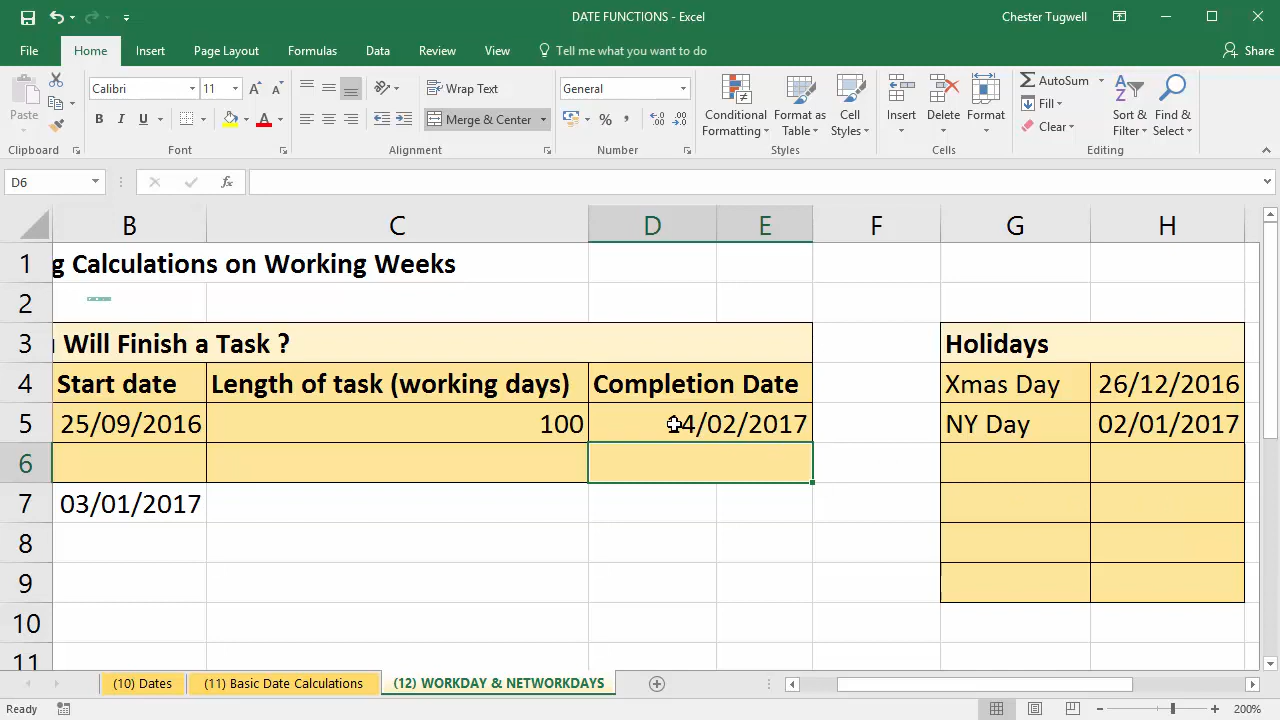 DATE FUNCTIONS - Excel
Chester Tugwell
File Home Insert Page Layout Formulas Data Review View Tell me what you want to do Share
Paste
Calibri 11
Wrap Text
General
Conditional Formatting
Format as Table
Cell Styles
Insert Delete Format
AutoSum
Fill
Clear
Sort & Filter
Find & Select
B I U
Merge & Center
%
Clipboard Font Alignment Number Styles Cells Editing
D6
fx
B C D E F G H
1 g Calculations on Working Weeks
2
3 Will Finish a Task ? Holidays
4 Start date Length of task (working days) Completion Date Xmas Day 26/12/2016
5 25/09/2016 100 4/02/2017 NY Day 02/01/2017
6
7 03/01/2017
8
9
10
11
(10) Dates (11) Basic Date Calculations (12) WORKDAY & NETWORKDAYS
Ready 200%